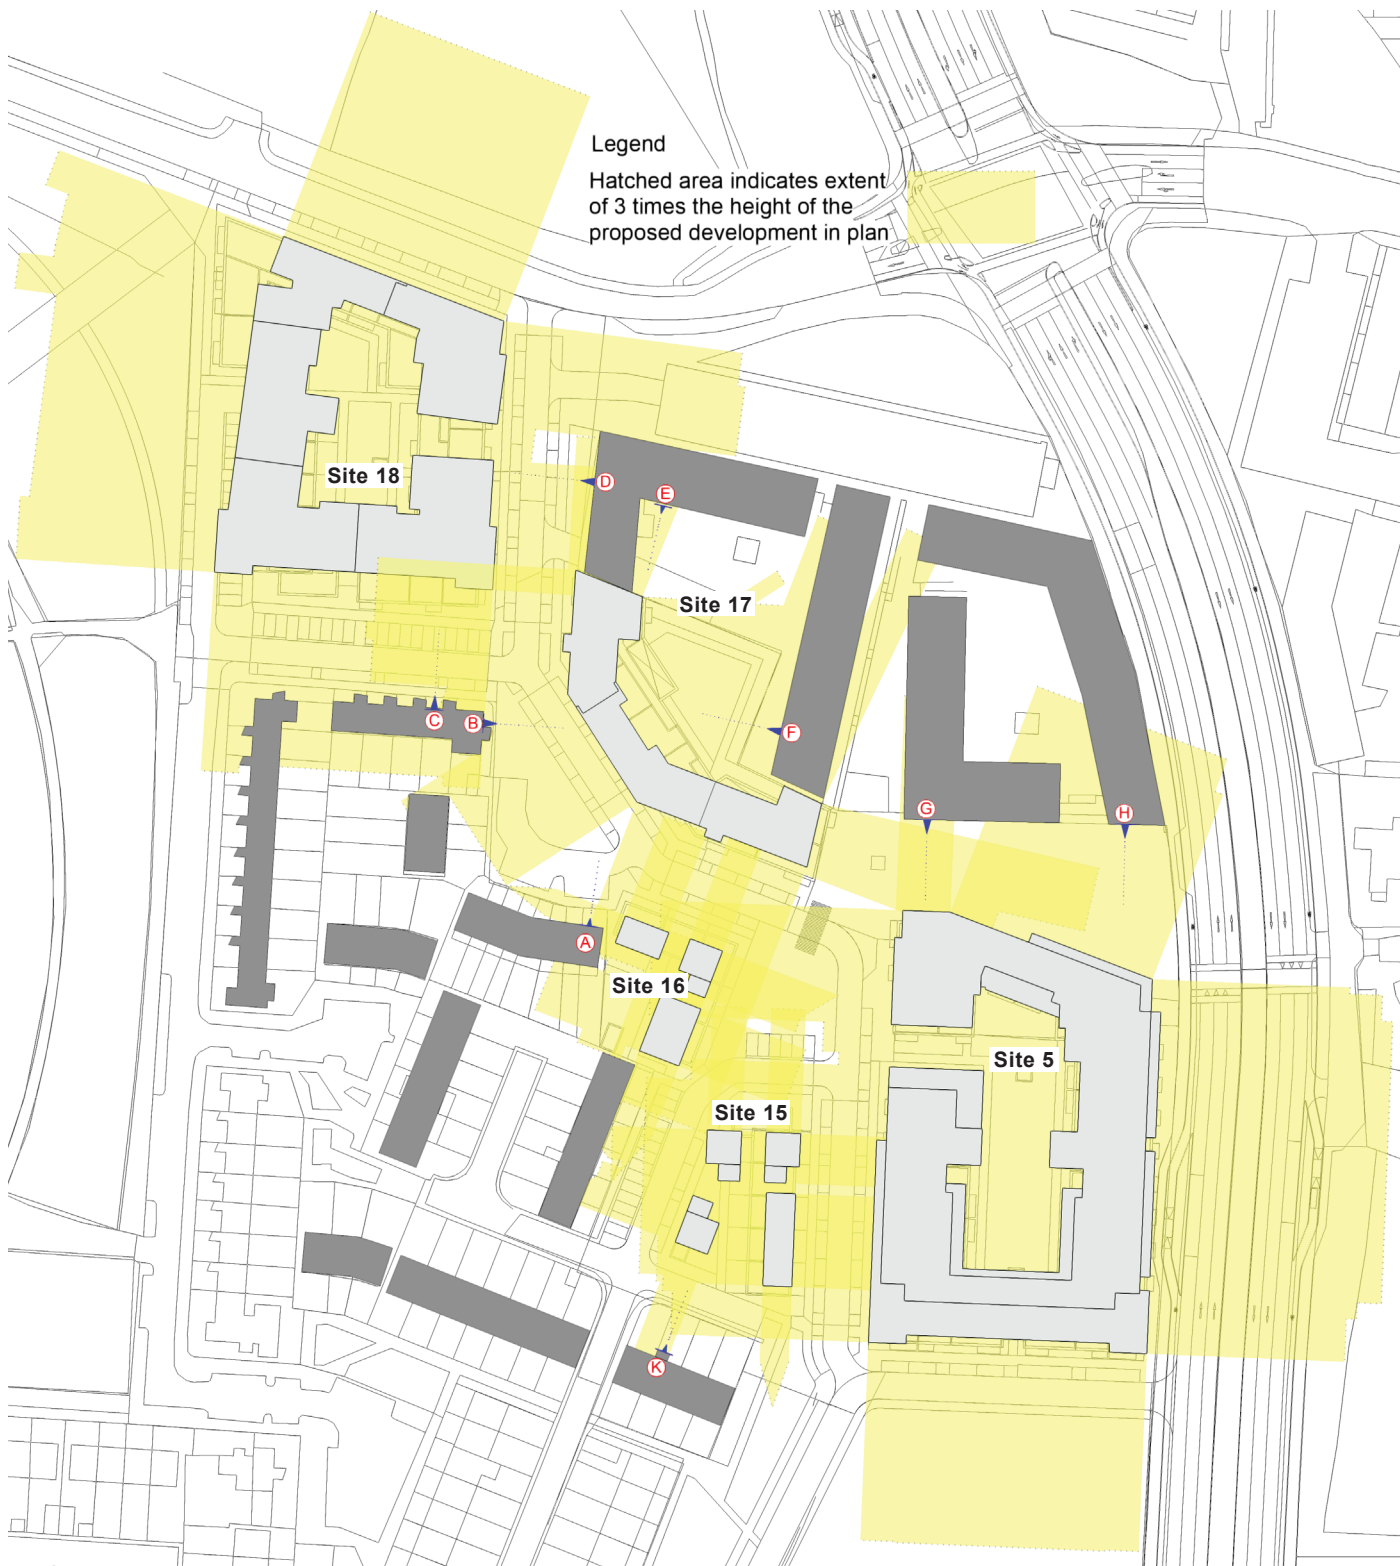 Legend
Hatched area indicates extent
of 3 times the height of the
proposed development in plan
Site 18
D
E
Site 17
C
B
F
G
H
A
Site 16
Site 5
Site 15
K